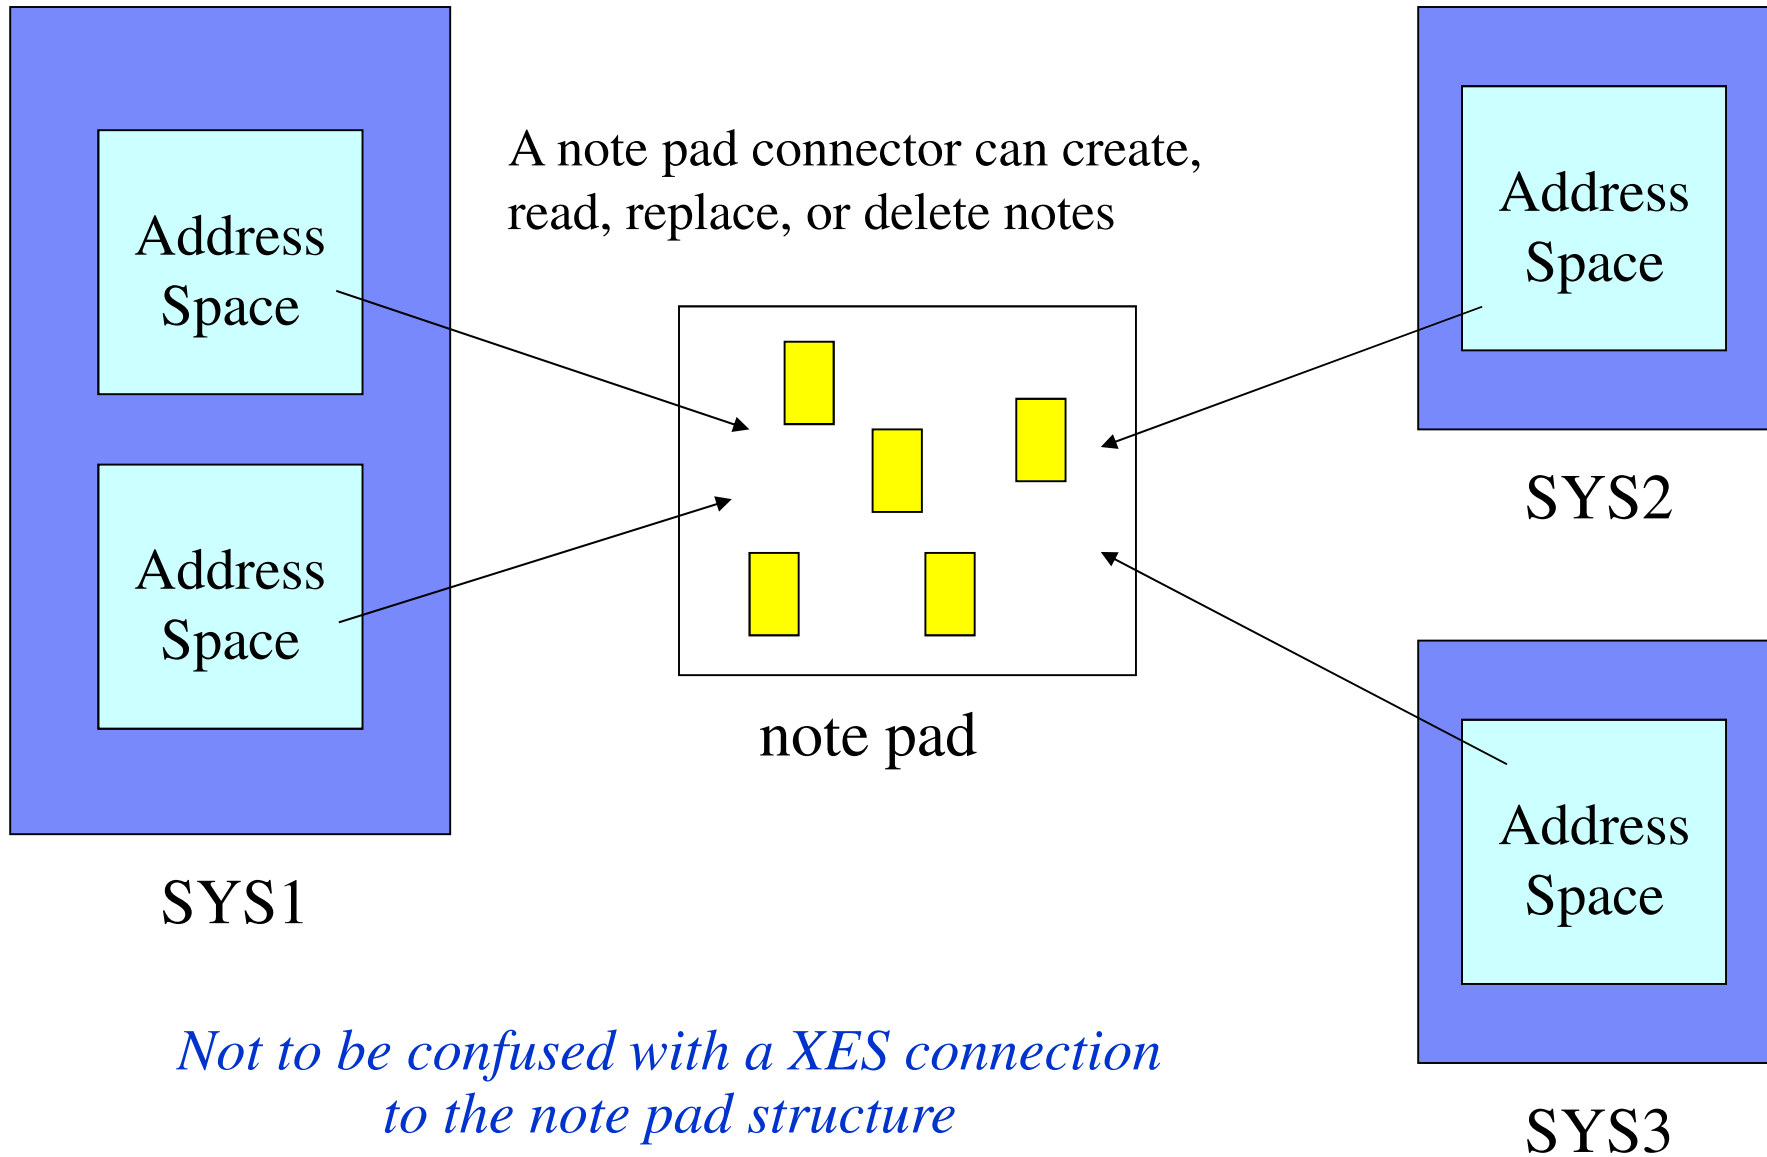 A note pad connector can create,
read, replace, or delete notes
Address
Space
Address
Space
SYS1
note pad
Address
Space
SYS2
Address
Space
SYS3
Not to be confused with a XES connection
to the note pad structure